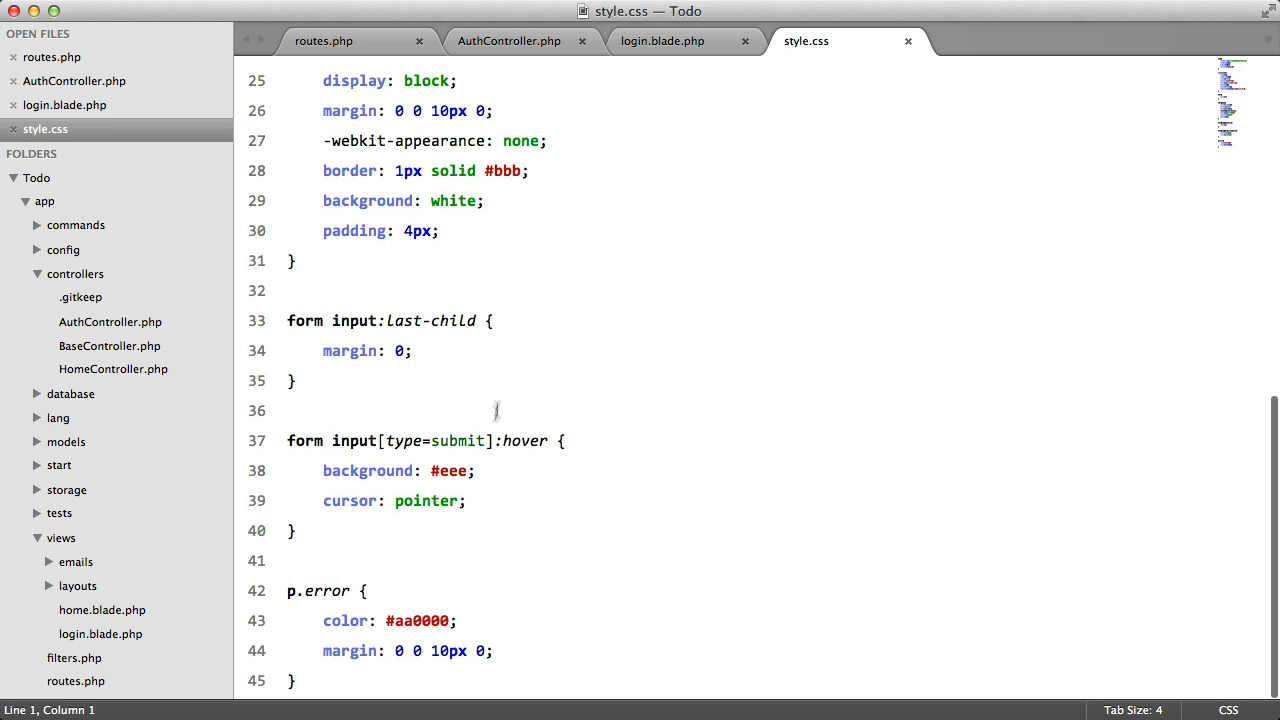 style.css — Todo
OPEN FILES
routes.php
AuthController.php
login.blade.php
style.css
FOLDERS
Todo
app
commands
config
controllers
.gitkeep
AuthController.php
BaseController.php
HomeController.php
database
lang
models
start
storage
tests
views
emails
layouts
home.blade.php
login.blade.php
filters.php
routes.php
routes.php
AuthController.php
login.blade.php
style.css
25 display: block;
26 margin: 0 0 10px 0;
27 -webkit-appearance: none;
28 border: 1px solid #bbb;
29 background: white;
30 padding: 4px;
31 }
32
33 form input:last-child {
34 margin: 0;
35 }
36
37 form input[type=submit]:hover {
38 background: #eee;
39 cursor: pointer;
40 }
41
42 p.error {
43 color: #aa0000;
44 margin: 0 0 10px 0;
45 }
Line 1, Column 1
Tab Size: 4
CSS